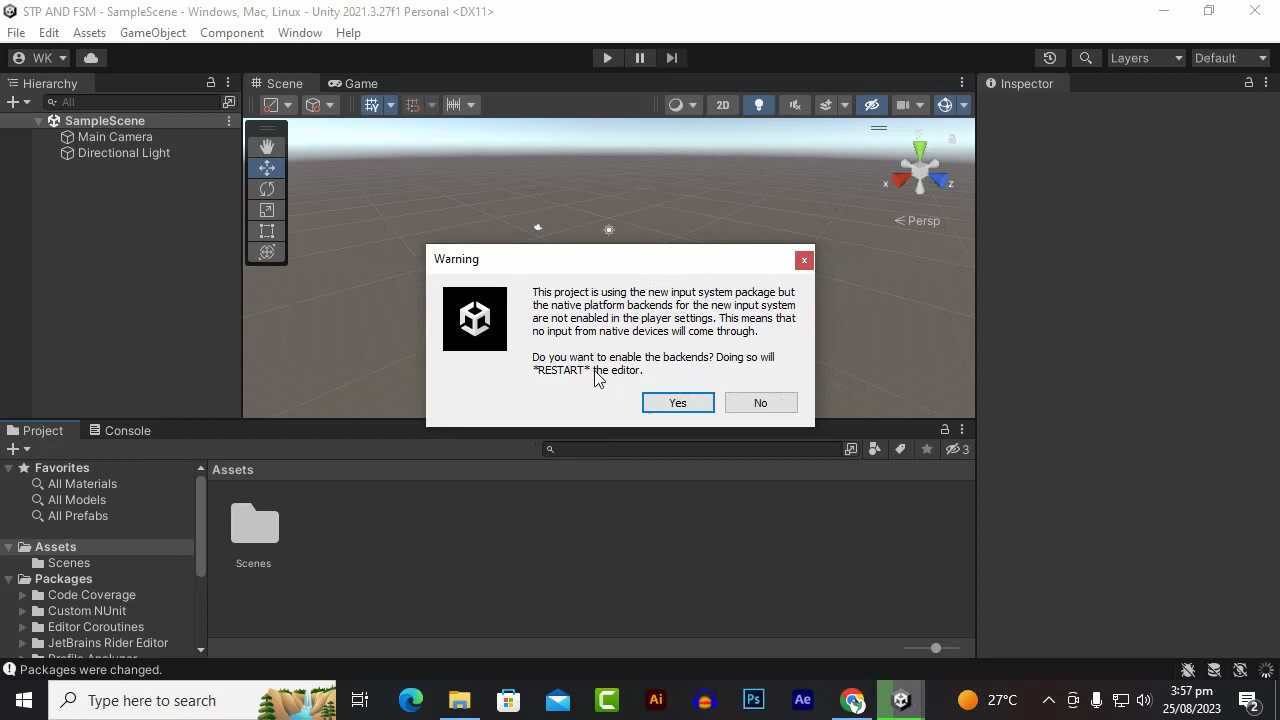 STP AND FSM - SampleScene - Windows, Mac, Linux - Unity 2021.3.27f1 Personal <DX11>
File Edit Assets GameObject Component Window Help
WK
Layers
Default
Hierarchy
All
SampleScene
Main Camera
Directional Light
Scene
Game
2D
x
z
Persp
Inspector
Warning
x
This project is using the new input system package but
the native platform backends for the new input system
are not enabled in the player settings. This means that
no input from native devices will come through.
Do you want to enable the backends? Doing so will
*RESTART* the editor.
Yes
No
Project
Console
3
Favorites
All Materials
All Models
All Prefabs
Assets
Scenes
Packages
Code Coverage
Custom NUnit
Editor Coroutines
JetBrains Rider Editor
Profile Analyzer
Assets
Scenes
Packages were changed.
Type here to search
Ai
Ps
Ae
27°C
3:57 pm
25/08/2023
2